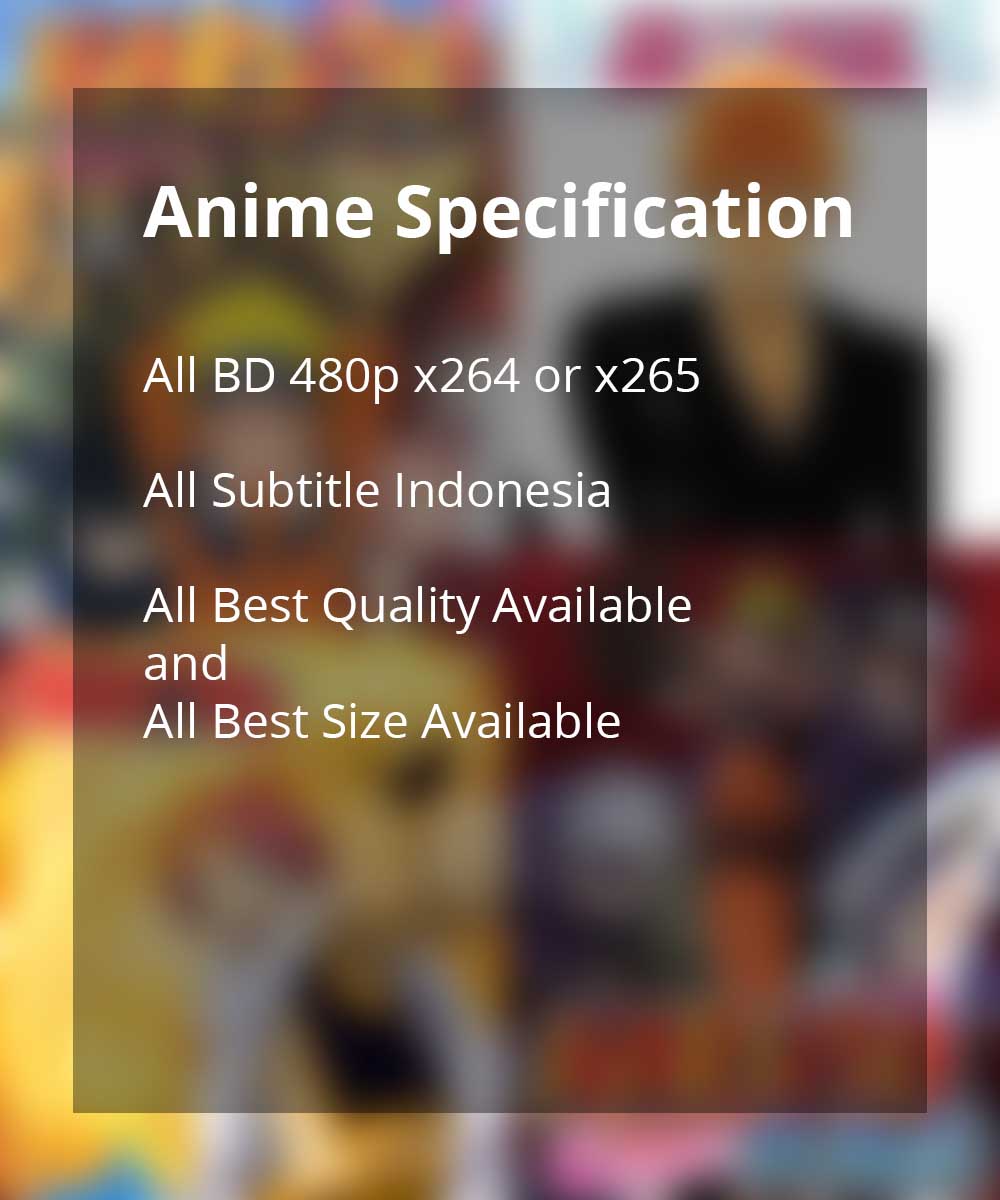 Anime Specification
All BD 480p x264 or x265
All Subtitle Indonesia
All Best Quality Available
and
All Best Size Available